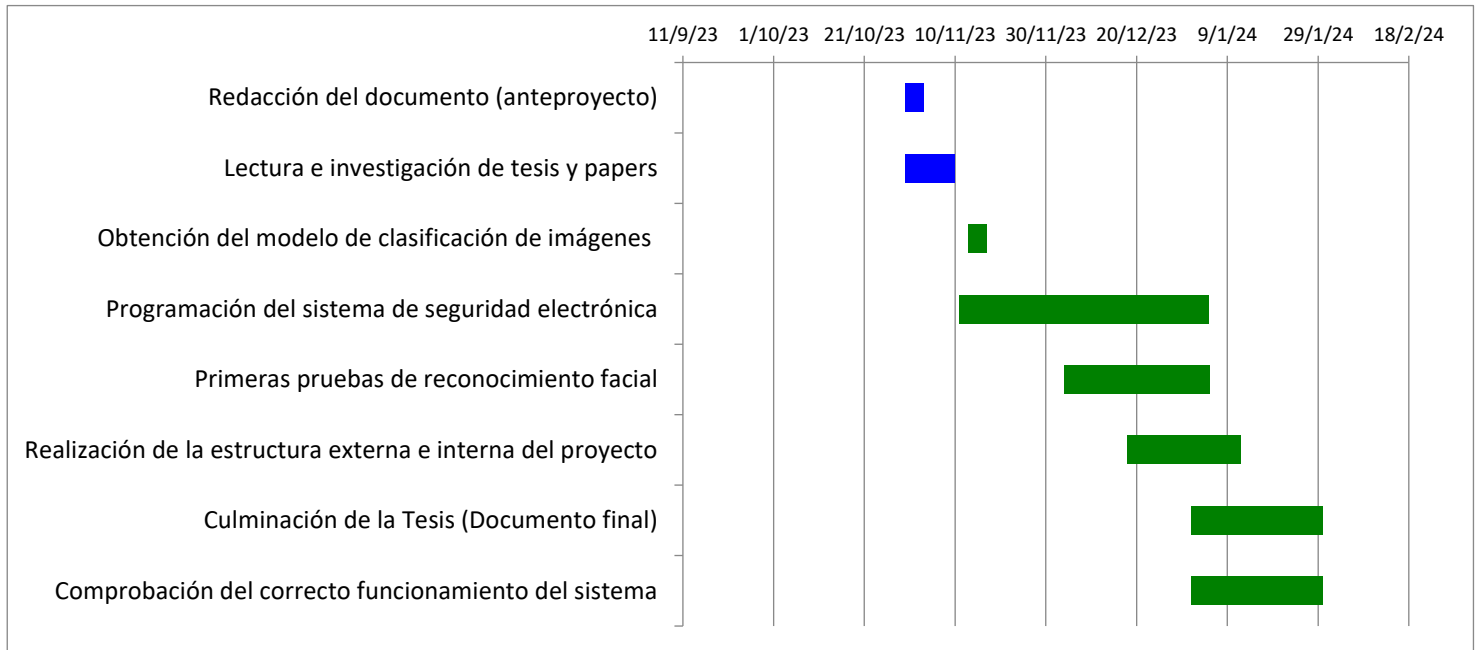 11/9/23 1/10/23 21/10/23 10/11/23 30/11/23 20/12/23 9/1/24 29/1/24 18/2/24
Redacción del documento (anteproyecto)
Lectura e investigación de tesis y papers
Obtención del modelo de clasificación de imágenes
Programación del sistema de seguridad electrónica
Primeras pruebas de reconocimiento facial
Realización de la estructura externa e interna del proyecto
Culminación de la Tesis (Documento final)
Comprobación del correcto funcionamiento del sistema